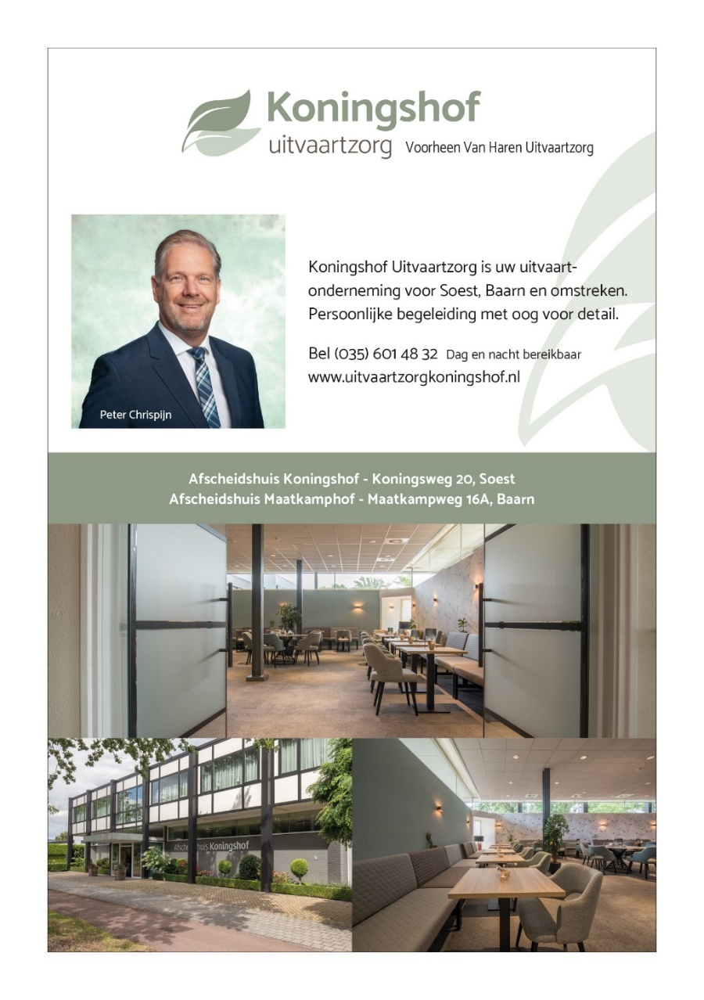 Koningshof
uitvaartzorg Voorheen Van Haren Uitvaartzorg
Koningshof Uitvaartzorg is uw uitvaart-
onderneming voor Soest, Baarn en omstreken.
Persoonlijke begeleiding met oog voor detail.
Bel (035) 601 48 32 Dag en nacht bereikbaar
www.uitvaartzorgkoningshof.nl
Peter Chrispijn
Afscheidshuis Koningshof - Koningsweg 20, Soest
Afscheidshuis Maatkamphof - Maatkampweg 16A, Baarn
Koningshof